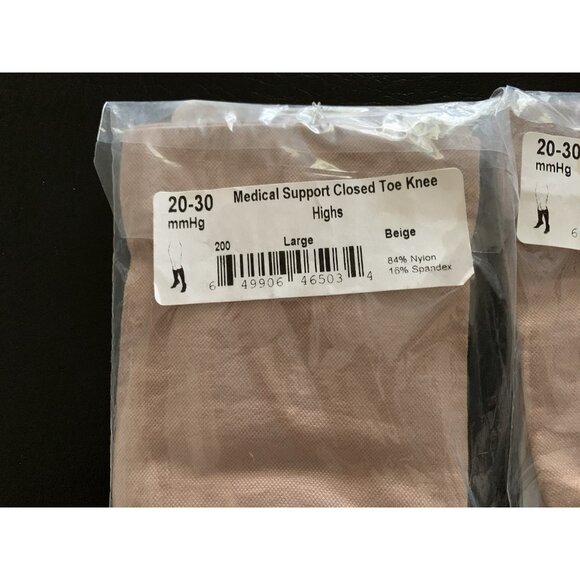 20-30
mmHg
Medical Support Closed Toe Knee
Highs
200 Large Beige
84% Nylon
16% Spandex
6 49906 46503 4
20-30
mmHg
6